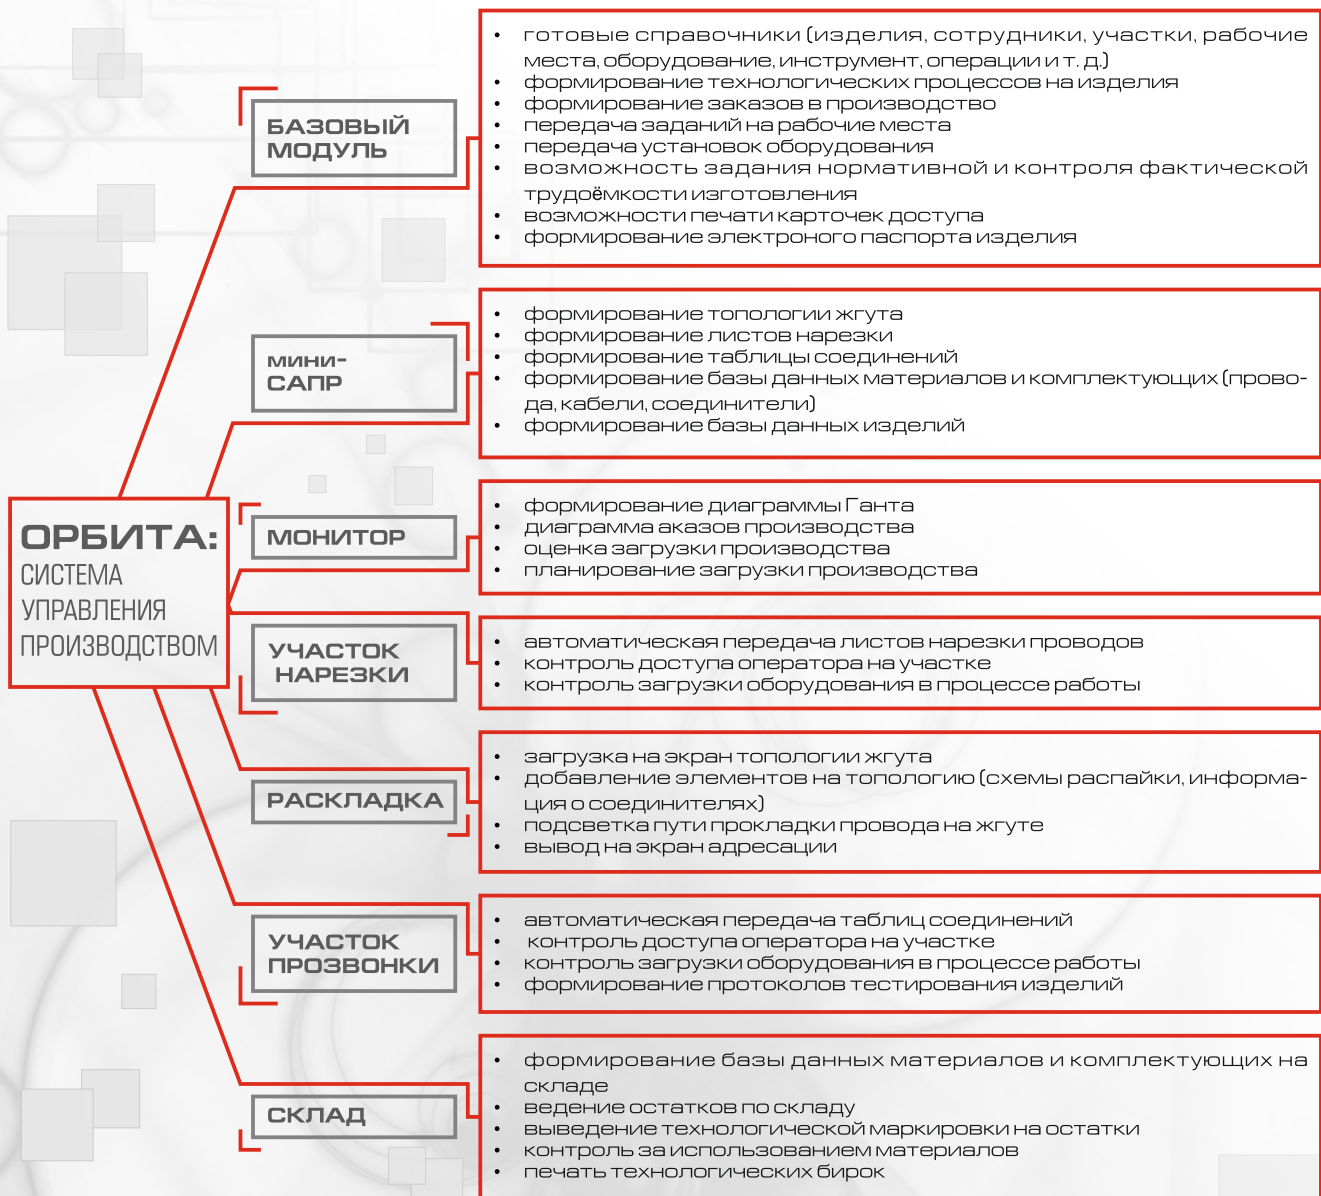 ОРБИТА:
СИСТЕМА
УПРАВЛЕНИЯ
ПРОИЗВОДСТВОМ
БАЗОВЫЙ
МОДУЛЬ
• готовые справочники (изделия, сотрудники, участки, рабочие
места, оборудование, инструмент, операции и т. д.)
• формирование технологических процессов на изделия
• формирование заказов в производство
• передача заданий на рабочие места
• передача установок оборудования
• возможность задания нормативной и контроля фактической
трудоёмкости изготовления
• возможности печати карточек доступа
• формирование электроного паспорта изделия
мини-
САПР
• формирование топологии жгута
• формирование листов нарезки
• формирование таблицы соединений
• формирование базы данных материалов и комплектующих (прово-
да, кабели, соединители)
• формирование базы данных изделий
МОНИТОР
• формирование диаграммы Ганта
• диаграмма аказов производства
• оценка загрузки производства
• планирование загрузки производства
УЧАСТОК
НАРЕЗКИ
• автоматическая передача листов нарезки проводов
• контроль доступа оператора на участке
• контроль загрузки оборудования в процессе работы
РАСКЛАДКА
• загрузка на экран топологии жгута
• добавление элементов на топологию (схемы распайки, информа-
ция о соединителях)
• подсветка пути прокладки провода на жгуте
• вывод на экран адресации
УЧАСТОК
ПРОЗВОНКИ
• автоматическая передача таблиц соединений
• контроль доступа оператора на участке
• контроль загрузки оборудования в процессе работы
• формирование протоколов тестирования изделий
СКЛАД
• формирование базы данных материалов и комплектующих на
складе
• ведение остатков по складу
• выведение технологической маркировки на остатки
• контроль за использованием материалов
• печать технологических бирок